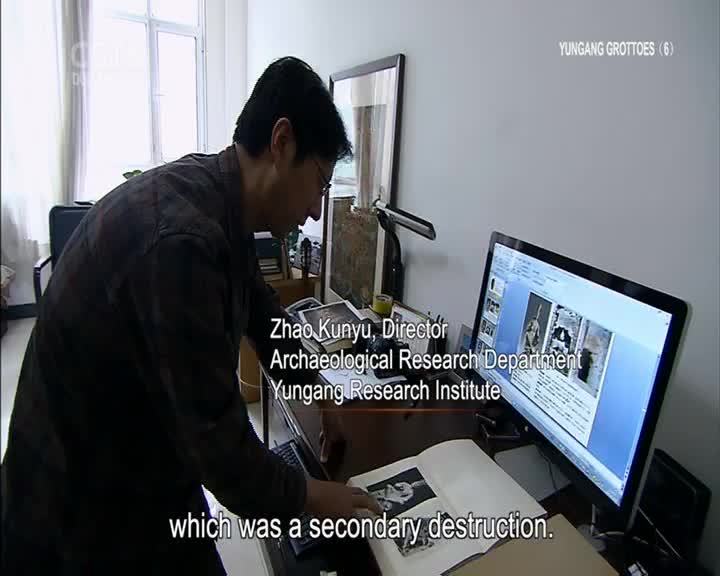 YUNGANG GROTTOES (6)
Zhao Kunyu, Director
Archaeological Research Department
Yungang Research Institute
which was a secondary destruction.